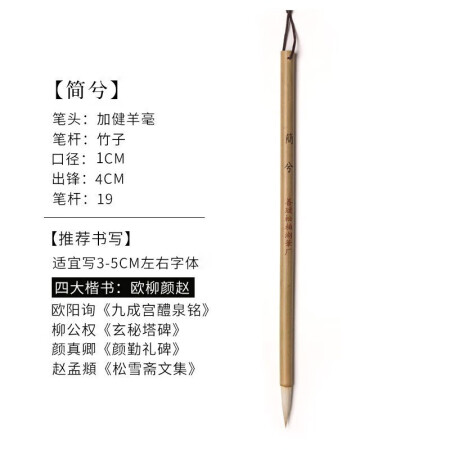 【简兮】
笔头：加健羊毫
笔杆：竹子
口径：1CM
出锋：4CM
笔杆：19
【推荐书写】
适宜写3-5CM左右字体
四大楷书：欧柳颜赵
欧阳询《九成宫醴泉铭》
柳公权《玄秘塔碑》
颜真卿《颜勤礼碑》
赵孟頫《松雪斋文集》
簡兮